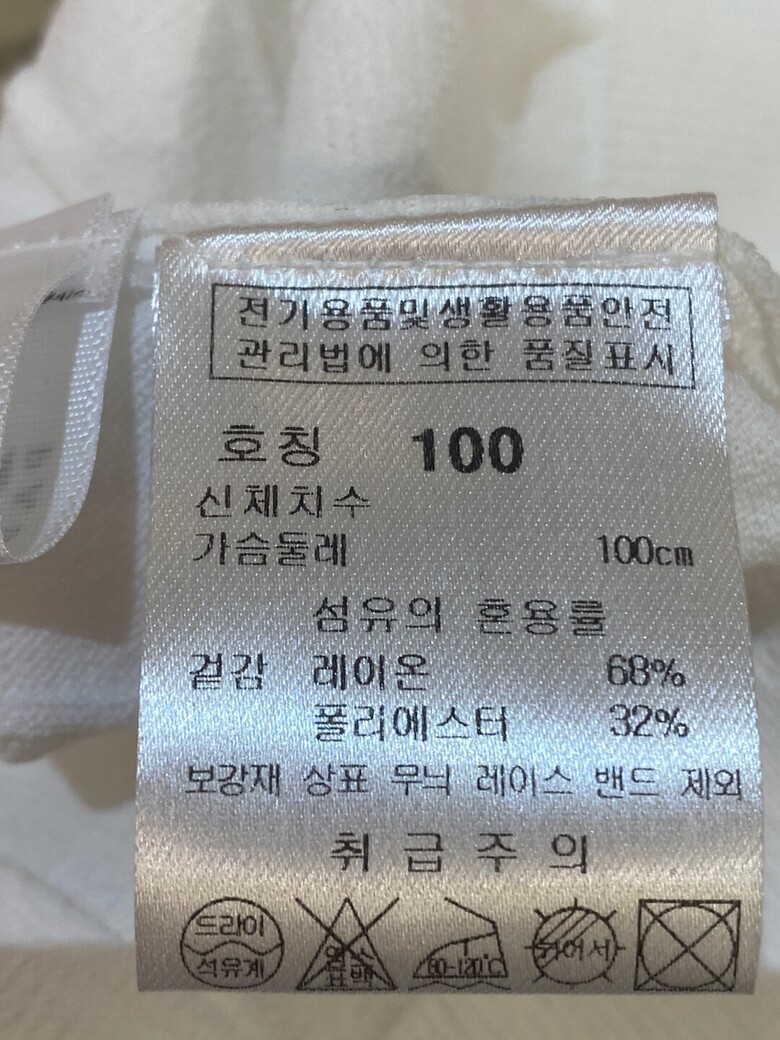 전기용품및생활용품안전
관리법에 의한 품질표시
호칭 100
신체치수
가슴둘레 100cm
섬유의 혼용률
겉감 레이온 68%
폴리에스터 32%
보강재 상표 무늬 레이스 밴드 제외
취급주의
드라이
석유계
염소
표백
80-120℃
뉘어서